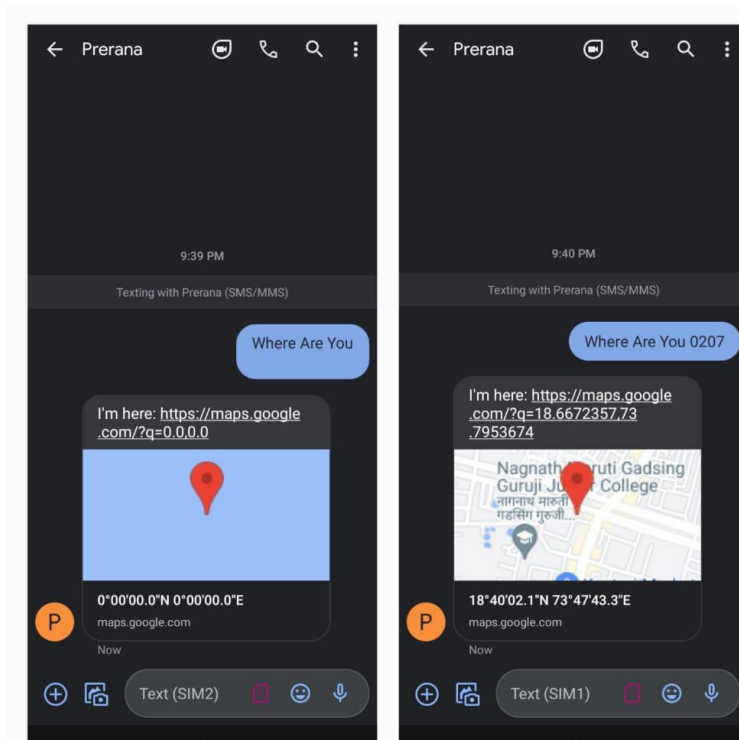 Prerana
9:39 PM
Texting with Prerana (SMS/MMS)
Where Are You
I'm here: https://maps.google
.com/?q=0.0,0.0
0°00'00.0"N 0°00'00.0"E
P
maps.google.com
Now
Text (SIM2)
Prerana
9:40 PM
Texting with Prerana (SMS/MMS)
Where Are You 0207
I'm here: https://maps.google
.com/?q=18.6672357,73
.7953674
Gadsing
Guruji
College
नागनाथ मारुती
गडसिंग गुरुजी...
18°40'02.1"N 73°47'43.3"E
P
maps.google.com
Now
Text (SIM1)